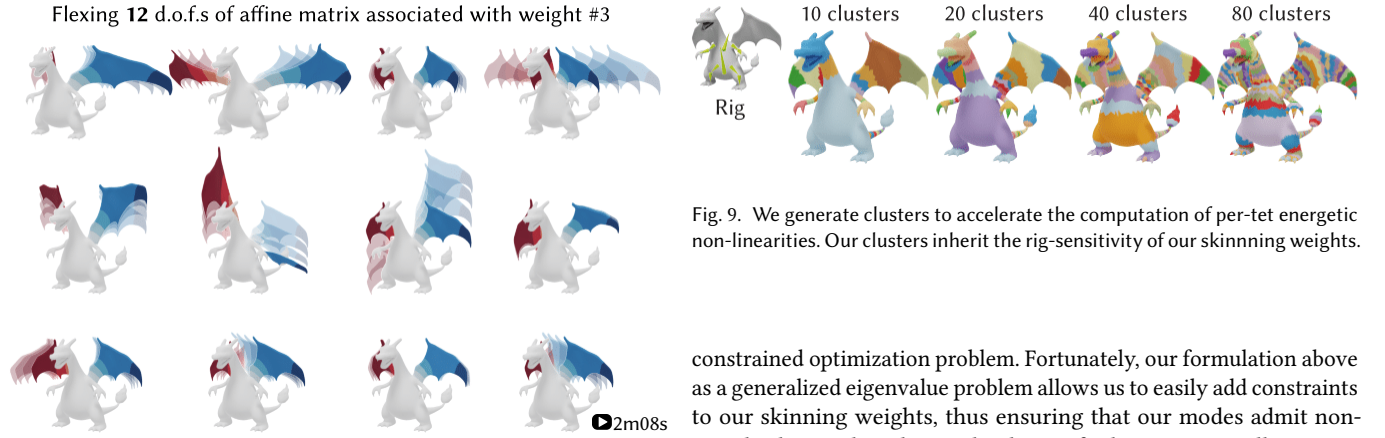 Flexing 12 d.o.f.s of affine matrix associated with weight #3
2m08s
Rig
10 clusters
20 clusters
40 clusters
80 clusters
Fig. 9. We generate clusters to accelerate the computation of per-tet energetic
non-linearities. Our clusters inherit the rig-sensitivity of our skinnning weights.
constrained optimization problem. Fortunately, our formulation above
as a generalized eigenvalue problem allows us to easily add constraints
to our skinning weights, thus ensuring that our modes admit non-